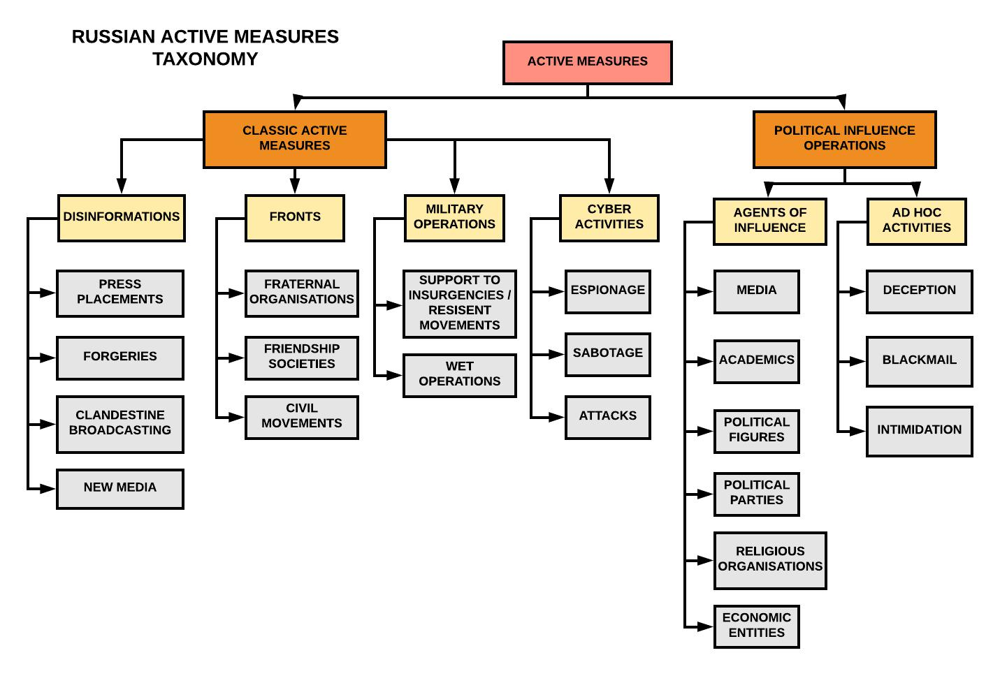 RUSSIAN ACTIVE MEASURES
TAXONOMY
ACTIVE MEASURES
CLASSIC ACTIVE
MEASURES
POLITICAL INFLUENCE
OPERATIONS
DISINFORMATIONS
FRONTS
MILITARY
OPERATIONS
CYBER
ACTIVITIES
AGENTS OF
INFLUENCE
AD HOC
ACTIVITIES
PRESS
PLACEMENTS
FORGERIES
CLANDESTINE
BROADCASTING
NEW MEDIA
FRATERNAL
ORGANISATIONS
FRIENDSHIP
SOCIETIES
CIVIL
MOVEMENTS
SUPPORT TO
INSURGENCIES /
RESISENT
MOVEMENTS
WET
OPERATIONS
ESPIONAGE
SABOTAGE
ATTACKS
MEDIA
ACADEMICS
POLITICAL
FIGURES
POLITICAL
PARTIES
RELIGIOUS
ORGANISATIONS
ECONOMIC
ENTITIES
DECEPTION
BLACKMAIL
INTIMIDATION